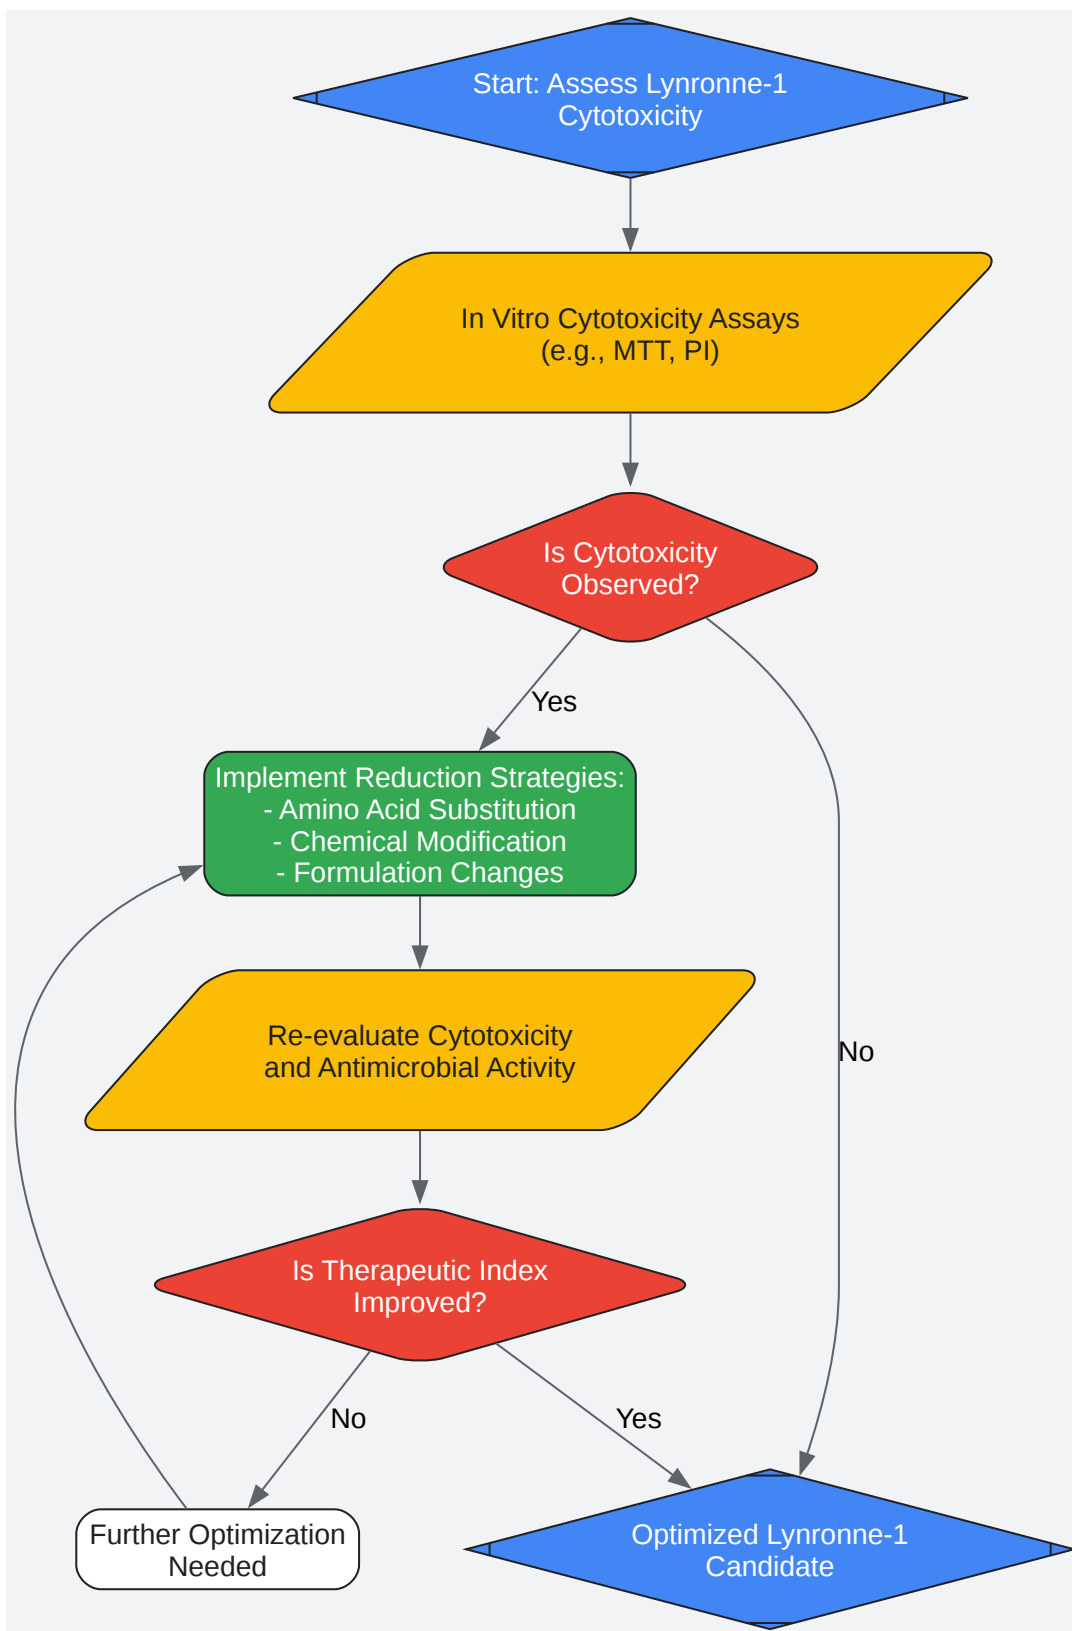 Start: Assess Lynronne-1
Cytotoxicity
In Vitro Cytotoxicity Assays
(e.g., MTT, PI)
Is Cytotoxicity
Observed?
Yes
Implement Reduction Strategies:
- Amino Acid Substitution
- Chemical Modification
- Formulation Changes
Re-evaluate Cytotoxicity
and Antimicrobial Activity
No
Is Therapeutic Index
Improved?
No
Yes
Further Optimization
Needed
Optimized Lynronne-1
Candidate